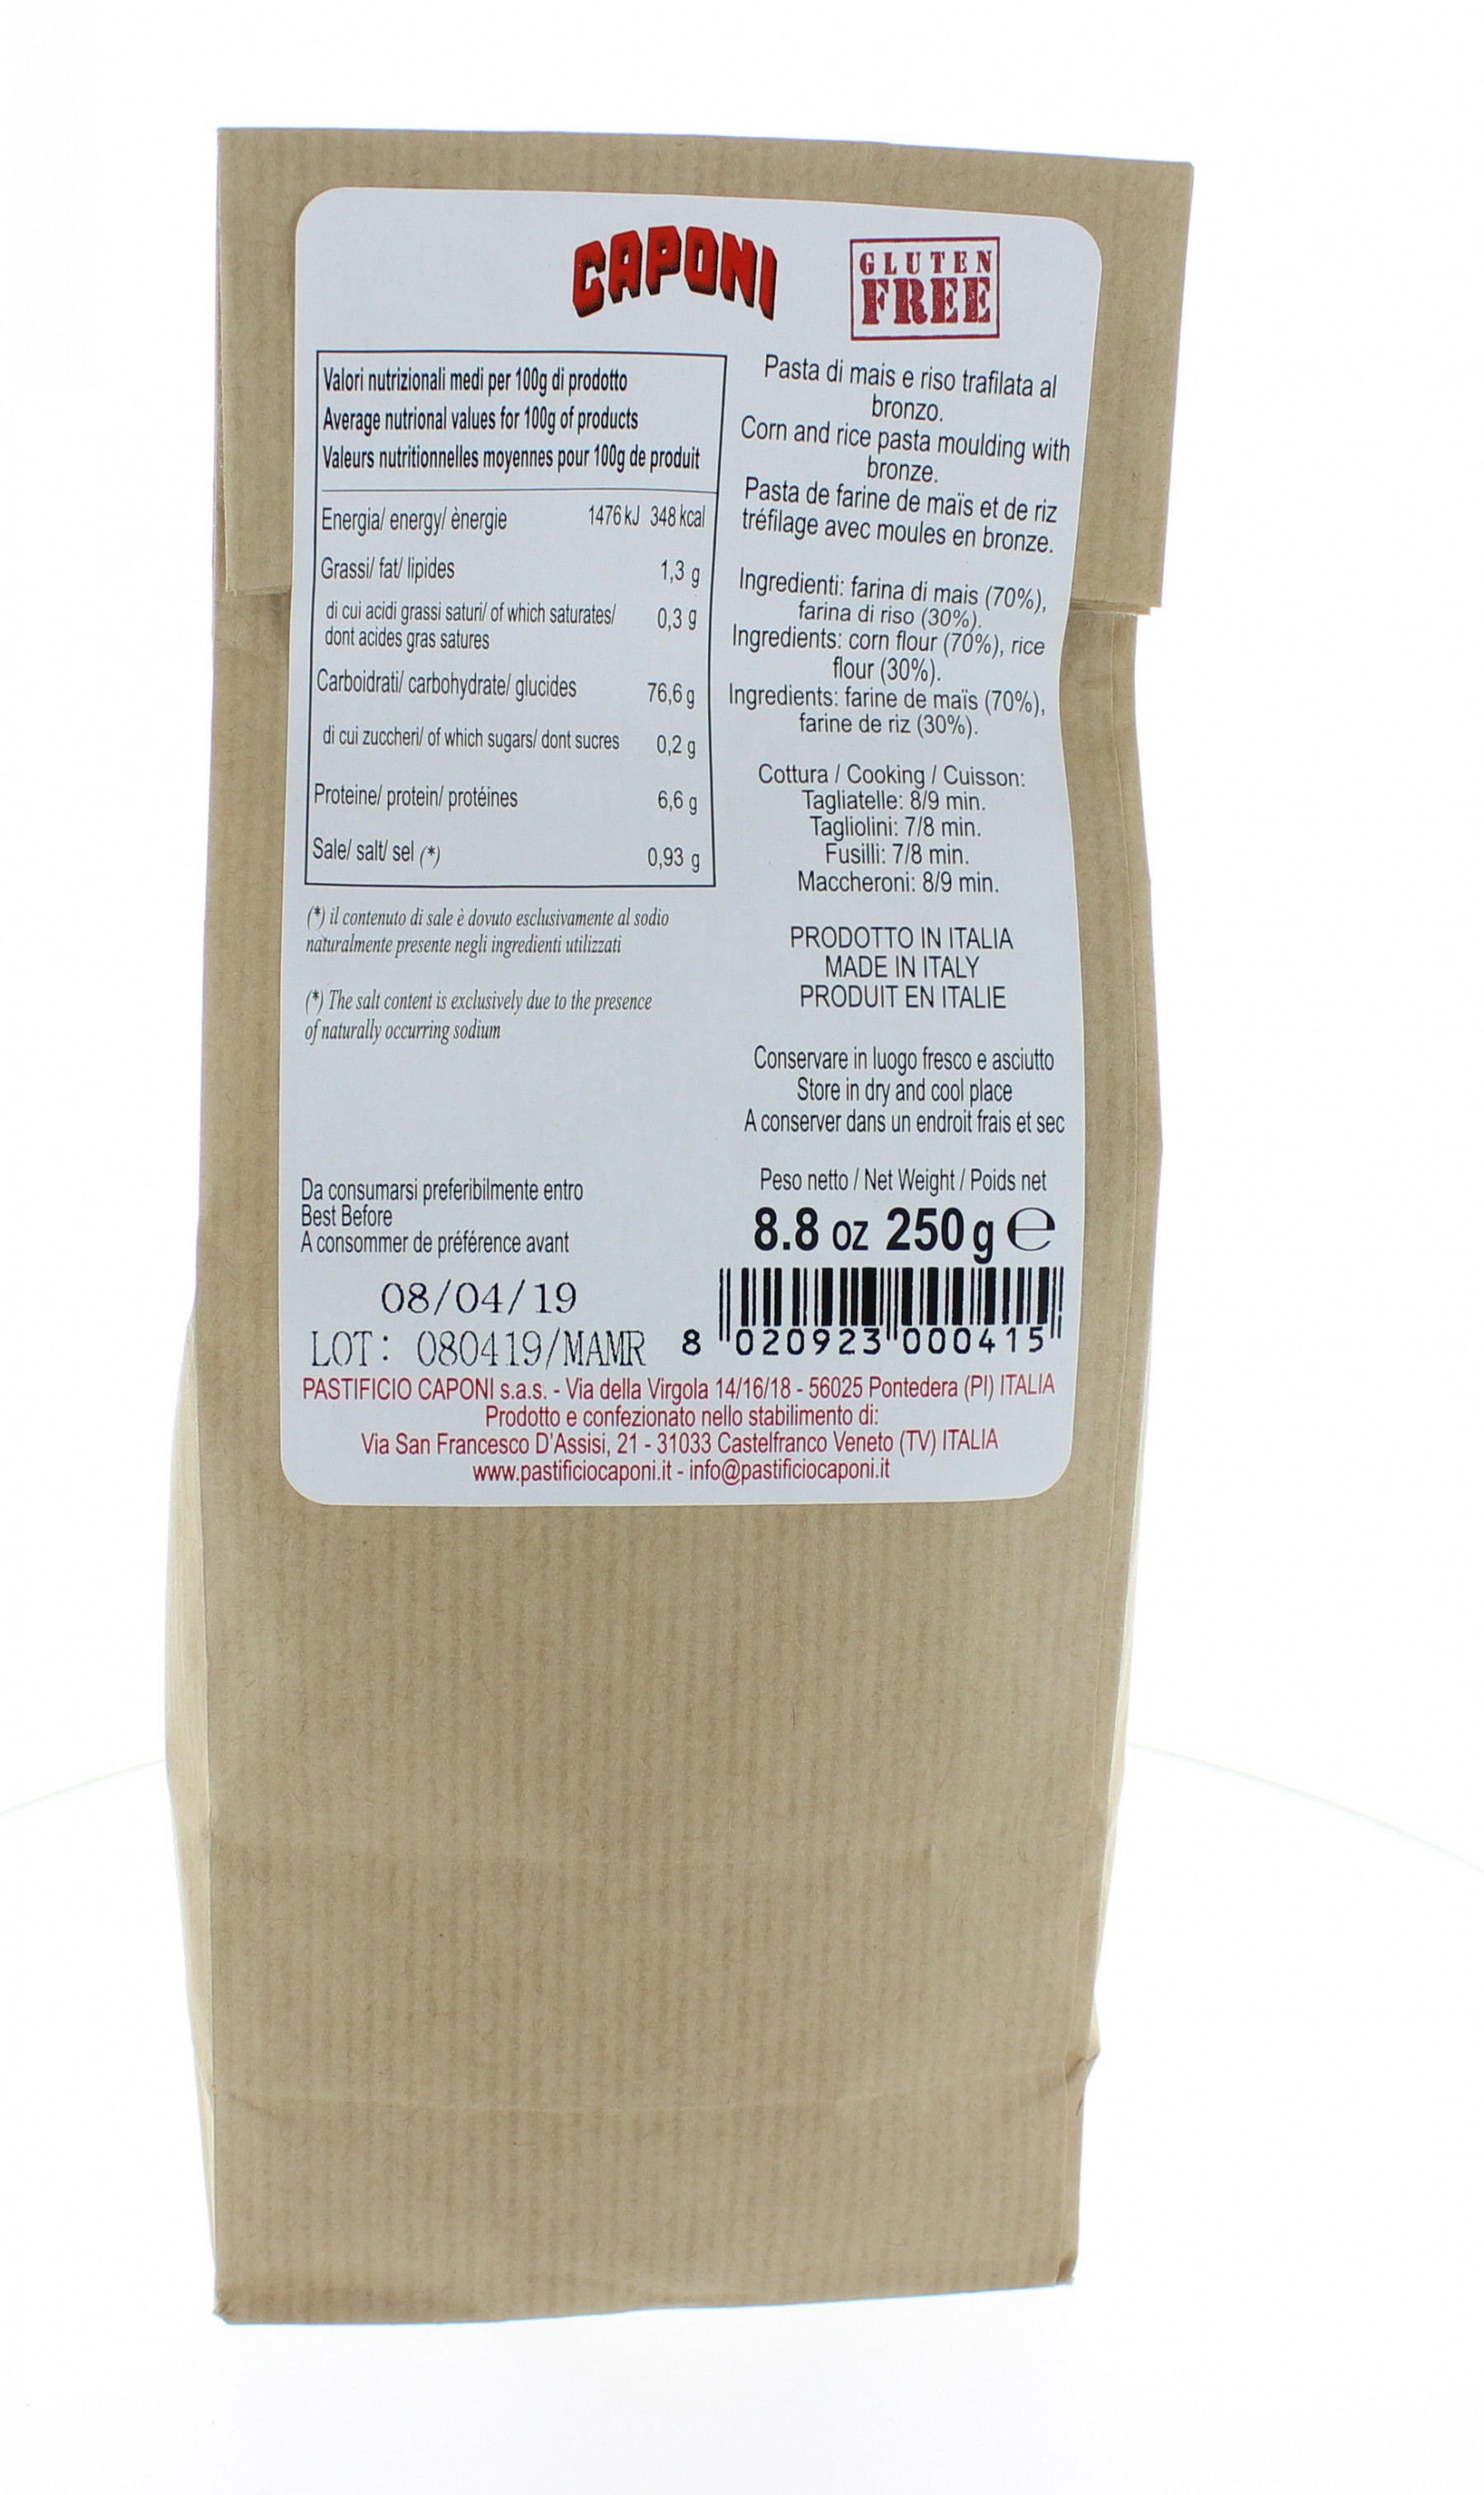 CAPONI
GLUTEN
FREE
Valori nutrizionali medi per 100g di prodotto
Average nutrional values for 100g of products
Valeurs nutritionnelles moyennes pour 100g de produit
Energia/ energy/ ènergie 1476 kJ 348 kcal
Grassi/ fat/ lipides 1,3 g
di cui acidi grassi saturi/ of which saturates/ 0,3 g
dont acides gras satures
Carboidrati/ carbohydrate/ glucides 76,6 g
di cui zuccheri/ of which sugars/ dont sucres 0,2 g
Proteine/ protein/ protéines 6,6 g
Sale/ salt/ sel (*) 0,93 g
(*) il contenuto di sale è dovuto esclusivamente al sodio
naturalmente presente negli ingredienti utilizzati
(*) The salt content is exclusively due to the presence
of naturally occurring sodium
Pasta di mais e riso trafilata al
bronzo.
Corn and rice pasta moulding with
bronze.
Pasta de farine de maïs et de riz
tréfilage avec moules en bronze.
Ingredienti: farina di mais (70%),
farina di riso (30%).
Ingredients: corn flour (70%), rice
flour (30%).
Ingredients: farine de maïs (70%),
farine de riz (30%).
Cottura / Cooking / Cuisson:
Tagliatelle: 8/9 min.
Tagliolini: 7/8 min.
Fusilli: 7/8 min.
Maccheroni: 8/9 min.
PRODOTTO IN ITALIA
MADE IN ITALY
PRODUIT EN ITALIE
Conservare in luogo fresco e asciutto
Store in dry and cool place
A conserver dans un endroit frais et sec
Da consumarsi preferibilmente entro
Best Before
A consommer de préférence avant
08/04/19
LOT: 080419/MAMR
Peso netto / Net Weight / Poids net
8.8 oz 250 g e
8 020923 000415
PASTIFICIO CAPONI s.a.s. - Via della Virgola 14/16/18 - 56025 Pontedera (PI) ITALIA
Prodotto e confezionato nello stabilimento di:
Via San Francesco D'Assisi, 21 - 31033 Castelfranco Veneto (TV) ITALIA
www.pastificiocaponi.it - info@pastificiocaponi.it